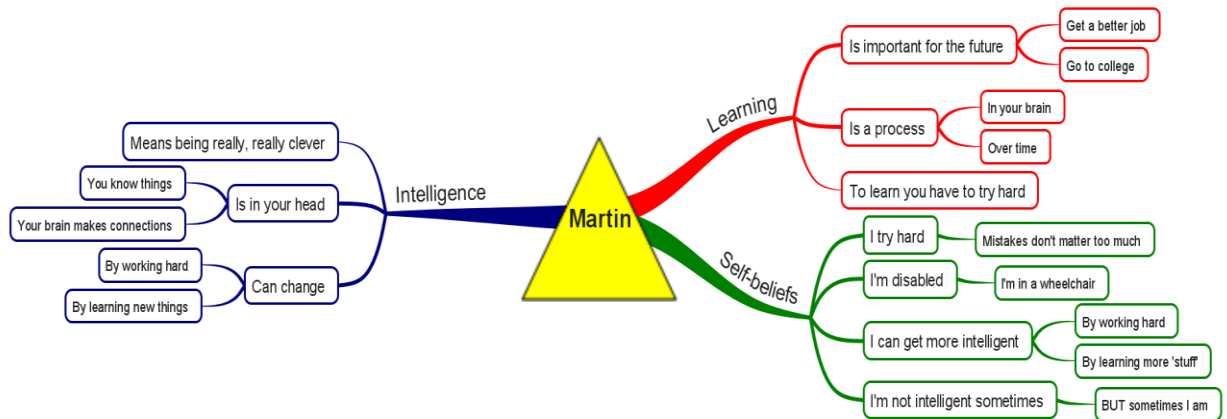 Martin
Learning
Is important for the future
Get a better job
Go to college
Is a process
In your brain
Over time
To learn you have to try hard
Self-beliefs
I try hard
Mistakes don't matter too much
I'm disabled
I'm in a wheelchair
I can get more intelligent
By working hard
By learning more 'stuff'
I'm not intelligent sometimes
BUT sometimes I am
Intelligence
Means being really, really clever
Is in your head
You know things
Your brain makes connections
Can change
By working hard
By learning new things